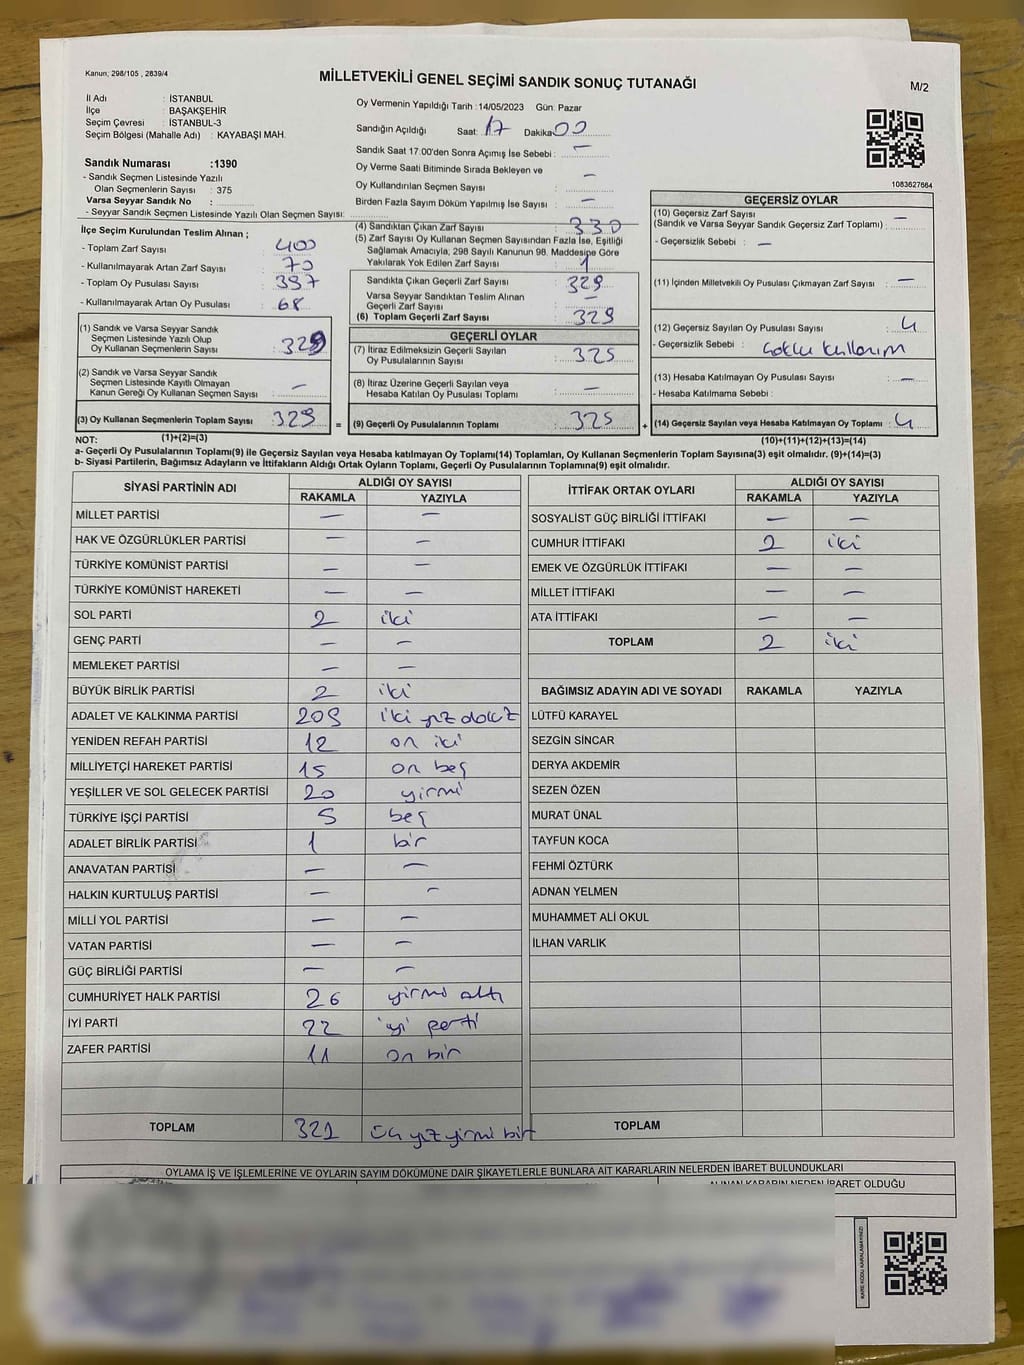 Kanun; 298/105 , 2839/4
MİLLETVEKİLİ GENEL SEÇİMİ SANDIK SONUÇ TUTANAĞI
M/2
İl Adı : İSTANBUL
İlçe : BAŞAKŞEHİR
Seçim Çevresi : İSTANBUL-3
Seçim Bölgesi (Mahalle Adı) : KAYABAŞI MAH.
Sandık Numarası :1390
- Sandık Seçmen Listesinde Yazılı
Olan Seçmenlerin Sayısı : 375
Varsa Seyyar Sandık No :
- Seyyar Sandık Seçmen Listesinde Yazılı Olan Seçmen Sayısı:
Oy Vermenin Yapıldığı Tarih :14/05/2023 Gün: Pazar
Sandığın Açıldığı Saat: 17 Dakika 00
Sandık Saat 17:00'den Sonra Açımış İse Sebebi : —
Oy Verme Saati Bitiminde Sırada Bekleyen ve
Oy Kullandırılan Seçmen Sayısı : —
Birden Fazla Sayım Döküm Yapılmış İse Sayısı : —
1083627664
İlçe Seçim Kurulundan Teslim Alınan ;
- Toplam Zarf Sayısı : 400
- Kullanılmayarak Artan Zarf Sayısı : 70
- Toplam Oy Pusulası Sayısı : 397
- Kullanılmayarak Artan Oy Pusulası : 68
(1) Sandık ve Varsa Seyyar Sandık
Seçmen Listesinde Yazılı Olup
Oy Kullanan Seçmenlerin Sayısı : 329
(2) Sandık ve Varsa Seyyar Sandık
Seçmen Listesinde Kayıtlı Olmayan
Kanun Gereği Oy Kullanan Seçmen Sayısı: —
(3) Oy Kullanan Seçmenlerin Toplam Sayısı : 329
(4) Sandıktan Çıkan Zarf Sayısı : 330
(5) Zarf Sayısı Oy Kullanan Seçmen Sayısından Fazla İse, Eşitliği
Sağlamak Amacıyla, 298 Sayılı Kanunun 98. Maddesine Göre
Yakılarak Yok Edilen Zarf Sayısı : 1
Sandıkta Çıkan Geçerli Zarf Sayısı : 329
Varsa Seyyar Sandıktan Teslim Alınan
Geçerli Zarf Sayısı : —
(6) Toplam Geçerli Zarf Sayısı : 329
GEÇERLİ OYLAR
(7) İtiraz Edilmeksizin Geçerli Sayılan
Oy Pusulalarının Sayısı : 325
(8) İtiraz Üzerine Geçerli Sayılan veya
Hesaba Katılan Oy Pusulası Toplamı : —
= (9) Geçerli Oy Pusulalarının Toplamı : 325
GEÇERSİZ OYLAR
(10) Geçersiz Zarf Sayısı
(Sandık ve Varsa Seyyar Sandık Geçersiz Zarf Toplamı) : —
- Geçersizlik Sebebi : —
(11) İçinden Milletvekili Oy Pusulası Çıkmayan Zarf Sayısı : —
(12) Geçersiz Sayılan Oy Pusulası Sayısı : 4
- Geçersizlik Sebebi : Çoklu kullanım
(13) Hesaba Katılmayan Oy Pusulası Sayısı : —
- Hesaba Katılmama Sebebi :
+ (14) Geçersiz Sayılan veya Hesaba Katılmayan Oy Toplamı : 4
NOT: (1)+(2)=(3) (10)+(11)+(12)+(13)=(14)
a- Geçerli Oy Pusulalarının Toplamı(9) ile Geçersiz Sayılan veya Hesaba katılmayan Oy Toplamı(14) Toplamları, Oy Kullanan Seçmenlerin Toplam Sayısına(3) eşit olmalıdır. (9)+(14)=(3)
b- Siyasi Partilerin, Bağımsız Adayların ve İttifakların Aldığı Ortak Oyların Toplamı, Geçerli Oy Pusulalarının Toplamına(9) eşit olmalıdır.
SİYASİ PARTİNİN ADI ALDIĞI OY SAYISI
RAKAMLA YAZIYLA
MİLLET PARTİSİ — —
HAK VE ÖZGÜRLÜKLER PARTİSİ — —
TÜRKİYE KOMÜNİST PARTİSİ — —
TÜRKİYE KOMÜNİST HAREKETİ — —
SOL PARTİ 2 iki
GENÇ PARTİ — —
MEMLEKET PARTİSİ — —
BÜYÜK BİRLİK PARTİSİ 2 iki
ADALET VE KALKINMA PARTİSİ 209 iki yüz dokuz
YENİDEN REFAH PARTİSİ 12 on iki
MİLLİYETÇİ HAREKET PARTİSİ 15 on beş
YEŞİLLER VE SOL GELECEK PARTİSİ 20 yirmi
TÜRKİYE İŞÇİ PARTİSİ 5 beş
ADALET BİRLİK PARTİSİ 1 bir
ANAVATAN PARTİSİ — —
HALKIN KURTULUŞ PARTİSİ — —
MİLLİ YOL PARTİSİ — —
VATAN PARTİSİ — —
GÜÇ BİRLİĞİ PARTİSİ — —
CUMHURİYET HALK PARTİSİ 26 yirmi altı
İYİ PARTİ 22 iyi parti
ZAFER PARTİSİ 11 on bir
TOPLAM 321 üç yüz yirmi bir
İTTİFAK ORTAK OYLARI ALDIĞI OY SAYISI
RAKAMLA YAZIYLA
SOSYALİST GÜÇ BİRLİĞİ İTTİFAKI — —
CUMHUR İTTİFAKI 2 iki
EMEK VE ÖZGÜRLÜK İTTİFAKI — —
MİLLET İTTİFAKI — —
ATA İTTİFAKI — —
TOPLAM 2 iki
BAĞIMSIZ ADAYIN ADI VE SOYADI RAKAMLA YAZIYLA
LÜTFÜ KARAYEL
SEZGİN SİNCAR
DERYA AKDEMİR
SEZEN ÖZEN
MURAT ÜNAL
TAYFUN KOCA
FEHMİ ÖZTÜRK
ADNAN YELMEN
MUHAMMET ALİ OKUL
İLHAN VARLIK
TOPLAM
OYLAMA İŞ VE İŞLEMLERİNE VE OYLARIN SAYIM DÖKÜMÜNE DAİR ŞİKAYETLERLE BUNLARA AİT KARARLARIN NELERDEN İBARET BULUNDUKLARI
ALINAN KARARIN NEDEN İBARET OLDUĞU
KARE KODU KARALAMAYINIZ!